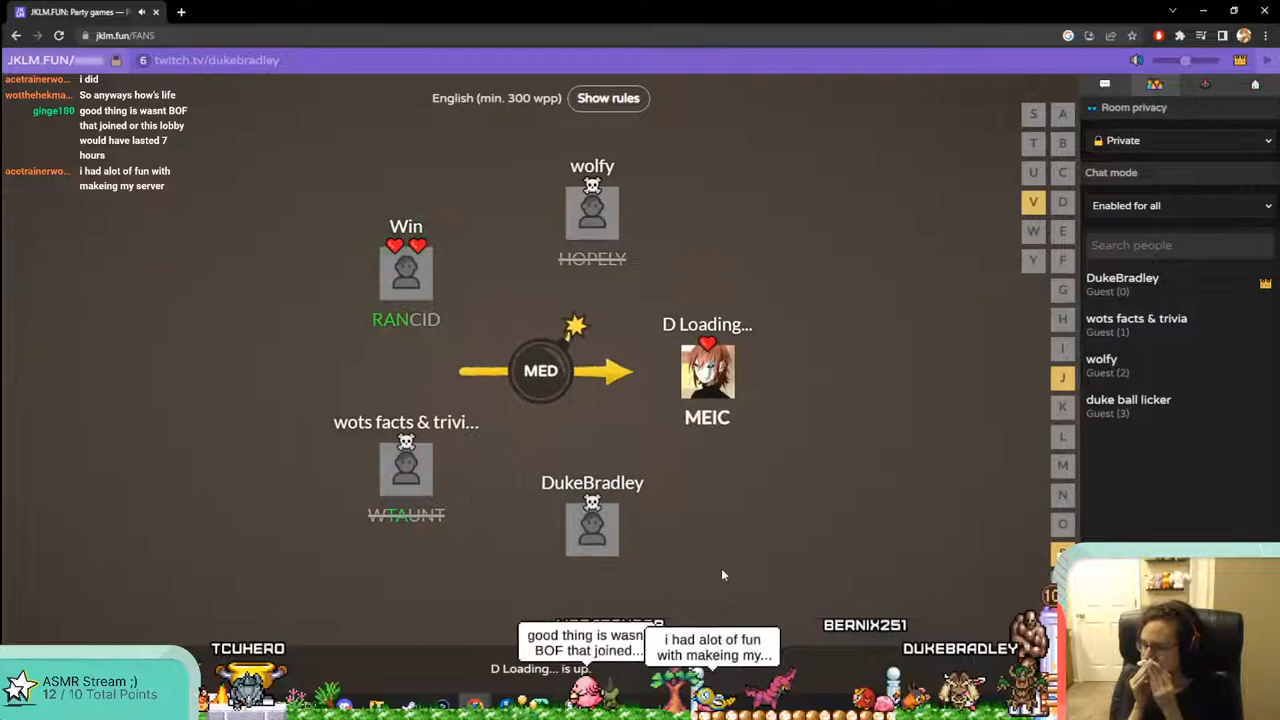 JKLM.FUN: Party games — P
jklm.fun/FANS
JKLM.FUN/
6 twitch.tv/dukebradley
acetrainerwo... i did
wotthehekma... So anyways how's life
ginge180 good thing is wasnt BOF
that joined or this lobby
would have lasted 7
hours
acetrainerwo... i had alot of fun with
makeing my server
English (min. 300 wpp) Show rules
wolfy
HOPELY
Win
RANCID
MED
D Loading...
MEIC
wots facts & trivi...
WTAUNT
DukeBradley
S A
T B
U C
V D
W E
Y F
G
H
I
J
K
L
M
N
O
Room privacy
Private
Chat mode
Enabled for all
Search people
DukeBradley
Guest (0)
wots facts & trivia
Guest (1)
wolfy
Guest (2)
duke ball licker
Guest (3)
good thing is wasn
BOF that joined...
i had alot of fun
with makeing my...
D Loading... is up.
TCUHERO
BERNIX251
DUKEBRADLEY
ASMR Stream ;)
12 / 10 Total Points